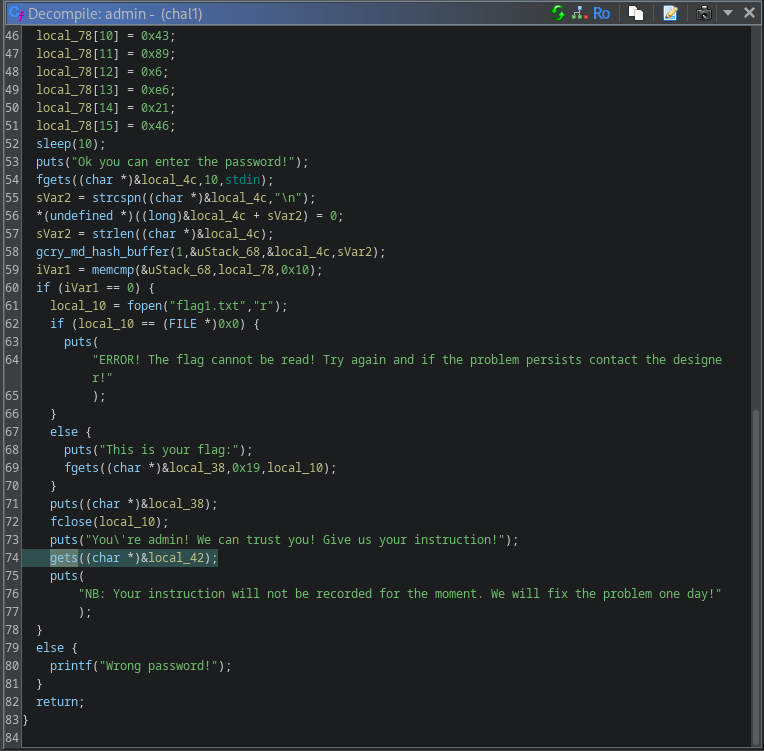 Decompile: admin - (chal1)
Ro
46 local_78[10] = 0x43;
47 local_78[11] = 0x89;
48 local_78[12] = 0x6;
49 local_78[13] = 0xe6;
50 local_78[14] = 0x21;
51 local_78[15] = 0x46;
52 sleep(10);
53 puts("Ok you can enter the password!");
54 fgets((char *)&local_4c,10,stdin);
55 sVar2 = strcspn((char *)&local_4c,"\n");
56 *(undefined *)((long)&local_4c + sVar2) = 0;
57 sVar2 = strlen((char *)&local_4c);
58 gcry_md_hash_buffer(1,&uStack_68,&local_4c,sVar2);
59 iVar1 = memcmp(&uStack_68,local_78,0x10);
60 if (iVar1 == 0) {
61 local_10 = fopen("flag1.txt","r");
62 if (local_10 == (FILE *)0x0) {
63 puts(
64 "ERROR! The flag cannot be read! Try again and if the problem persists contact the designe
r!"
65 );
66 }
67 else {
68 puts("This is your flag:");
69 fgets((char *)&local_38,0x19,local_10);
70 }
71 puts((char *)&local_38);
72 fclose(local_10);
73 puts("You\'re admin! We can trust you! Give us your instruction!");
74 gets((char *)&local_42);
75 puts(
76 "NB: Your instruction will not be recorded for the moment. We will fix the problem one day!"
77 );
78 }
79 else {
80 printf("Wrong password!");
81 }
82 return;
83 }
84